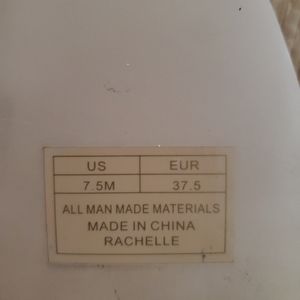 US EUR
7.5M 37.5
ALL MAN MADE MATERIALS
MADE IN CHINA
RACHELLE